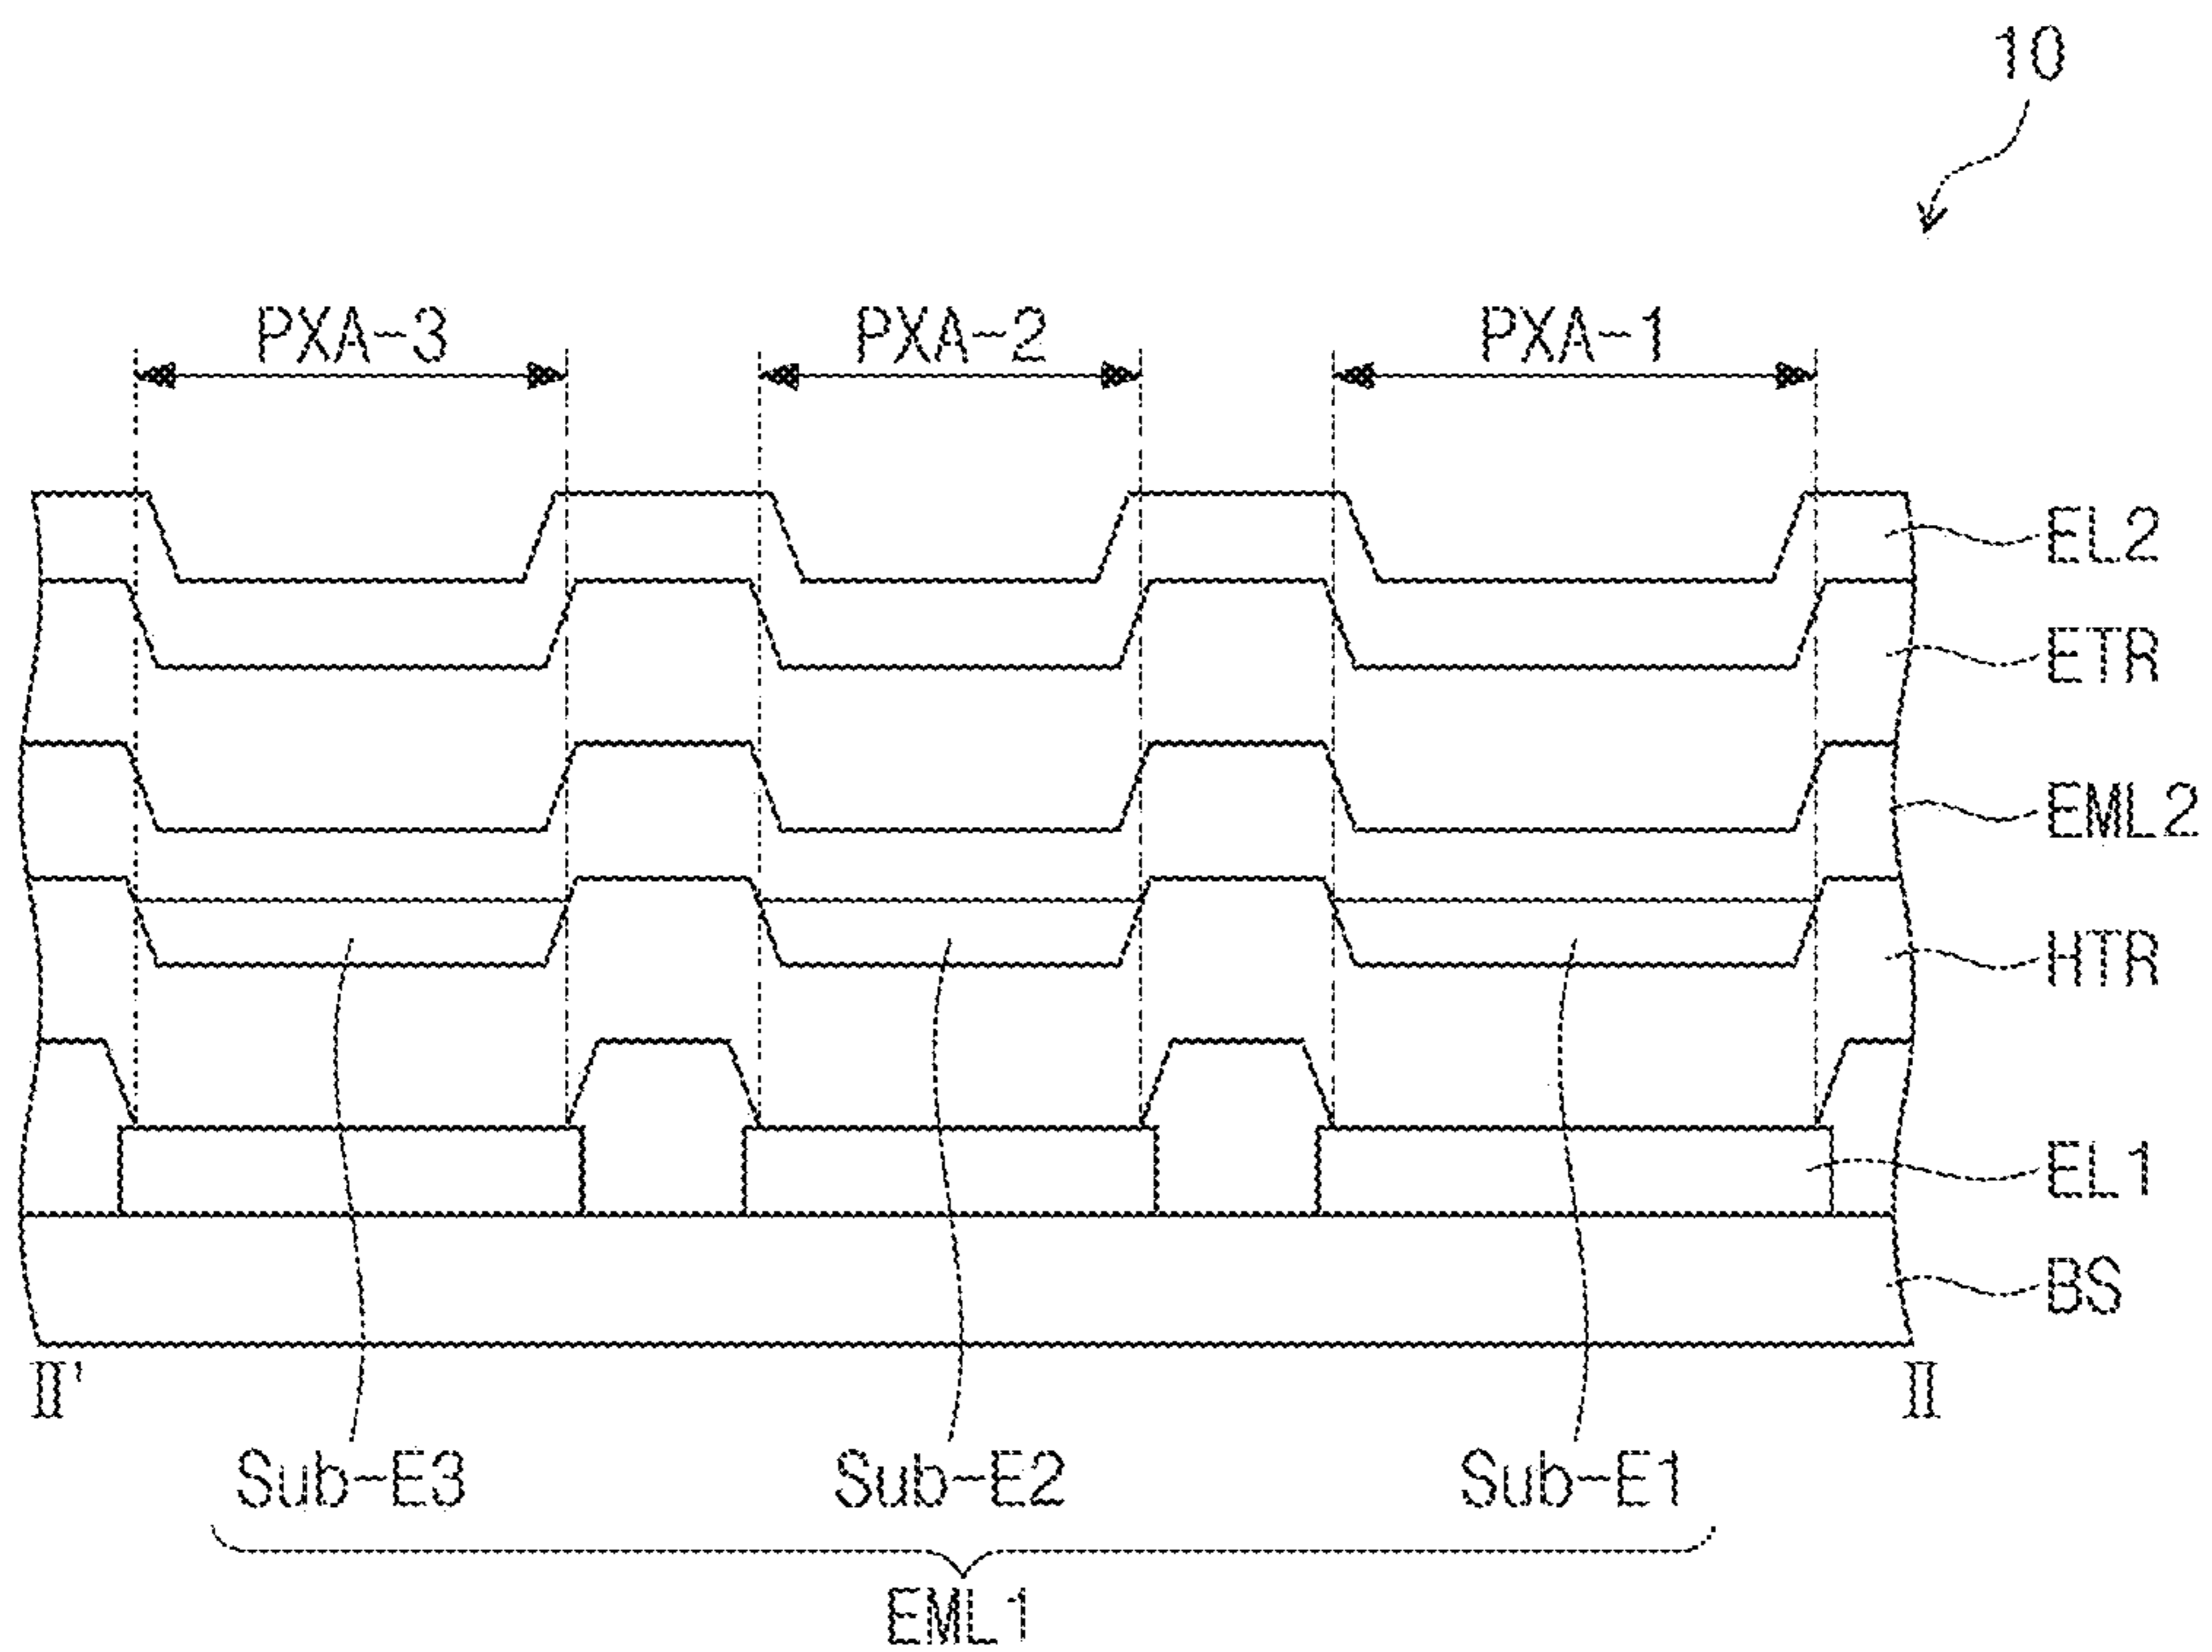 10
PXA-3 PXA-2 PXA-1
EL2
ETR
EML2
HTR
EL1
BS
II' II
Sub-E3 Sub-E2 Sub-E1
EML1